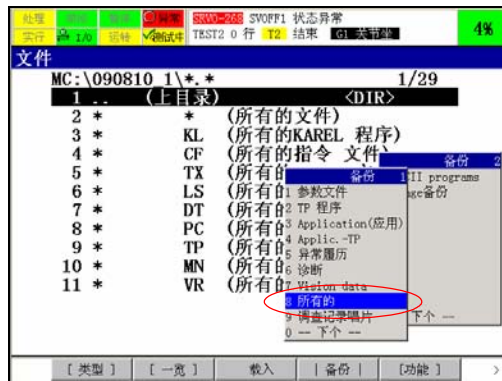 处理 异常 SRVO-268 SVOFF1 状态异常
实行 I/O 运转 测试中 TEST2 0 行 T2 结束 G1 关节坐 4%
文件
MC:\090810_1\*.* 1/29
1 .. (上目录) <DIR>
2 * * (所有的文件)
3 * KL (所有的KAREL 程序)
4 * CF (所有的指令 文件)
5 * TX (所有的
6 * LS (所有的
7 * DT (所有的
8 * PC (所有的
9 * TP (所有的
10 * MN (所有的
11 * VR (所有的
备份 2
CII programs
ge备份
下个 --
备份 1
1 参数文件
2 TP 程序
3 Application(应用)
4 Applic.-TP
5 异常履历
6 诊断
7 Vision data
8 所有的
9 调查记录唱片
0 -- 下个 --
[ 类型 ] [ 一览 ] 载入 | 备份 | [功能 ] >